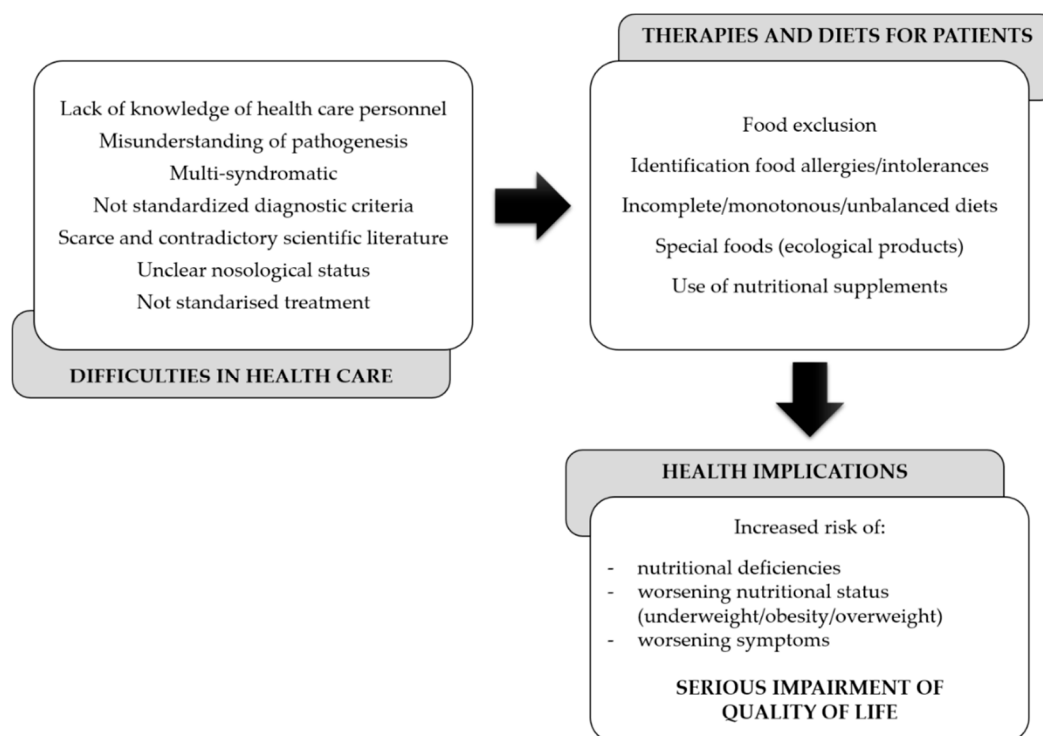 Lack of knowledge of health care personnel
Misunderstanding of pathogenesis
Multi-syndromatic
Not standardized diagnostic criteria
Scarce and contradictory scientific literature
Unclear nosological status
Not standarised treatment
DIFFICULTIES IN HEALTH CARE
THERAPIES AND DIETS FOR PATIENTS
Food exclusion
Identification food allergies/intolerances
Incomplete/monotonous/unbalanced diets
Special foods (ecological products)
Use of nutritional supplements
HEALTH IMPLICATIONS
Increased risk of:
- nutritional deficiencies
- worsening nutritional status
(underweight/obesity/overweight)
- worsening symptoms
SERIOUS IMPAIRMENT OF
QUALITY OF LIFE